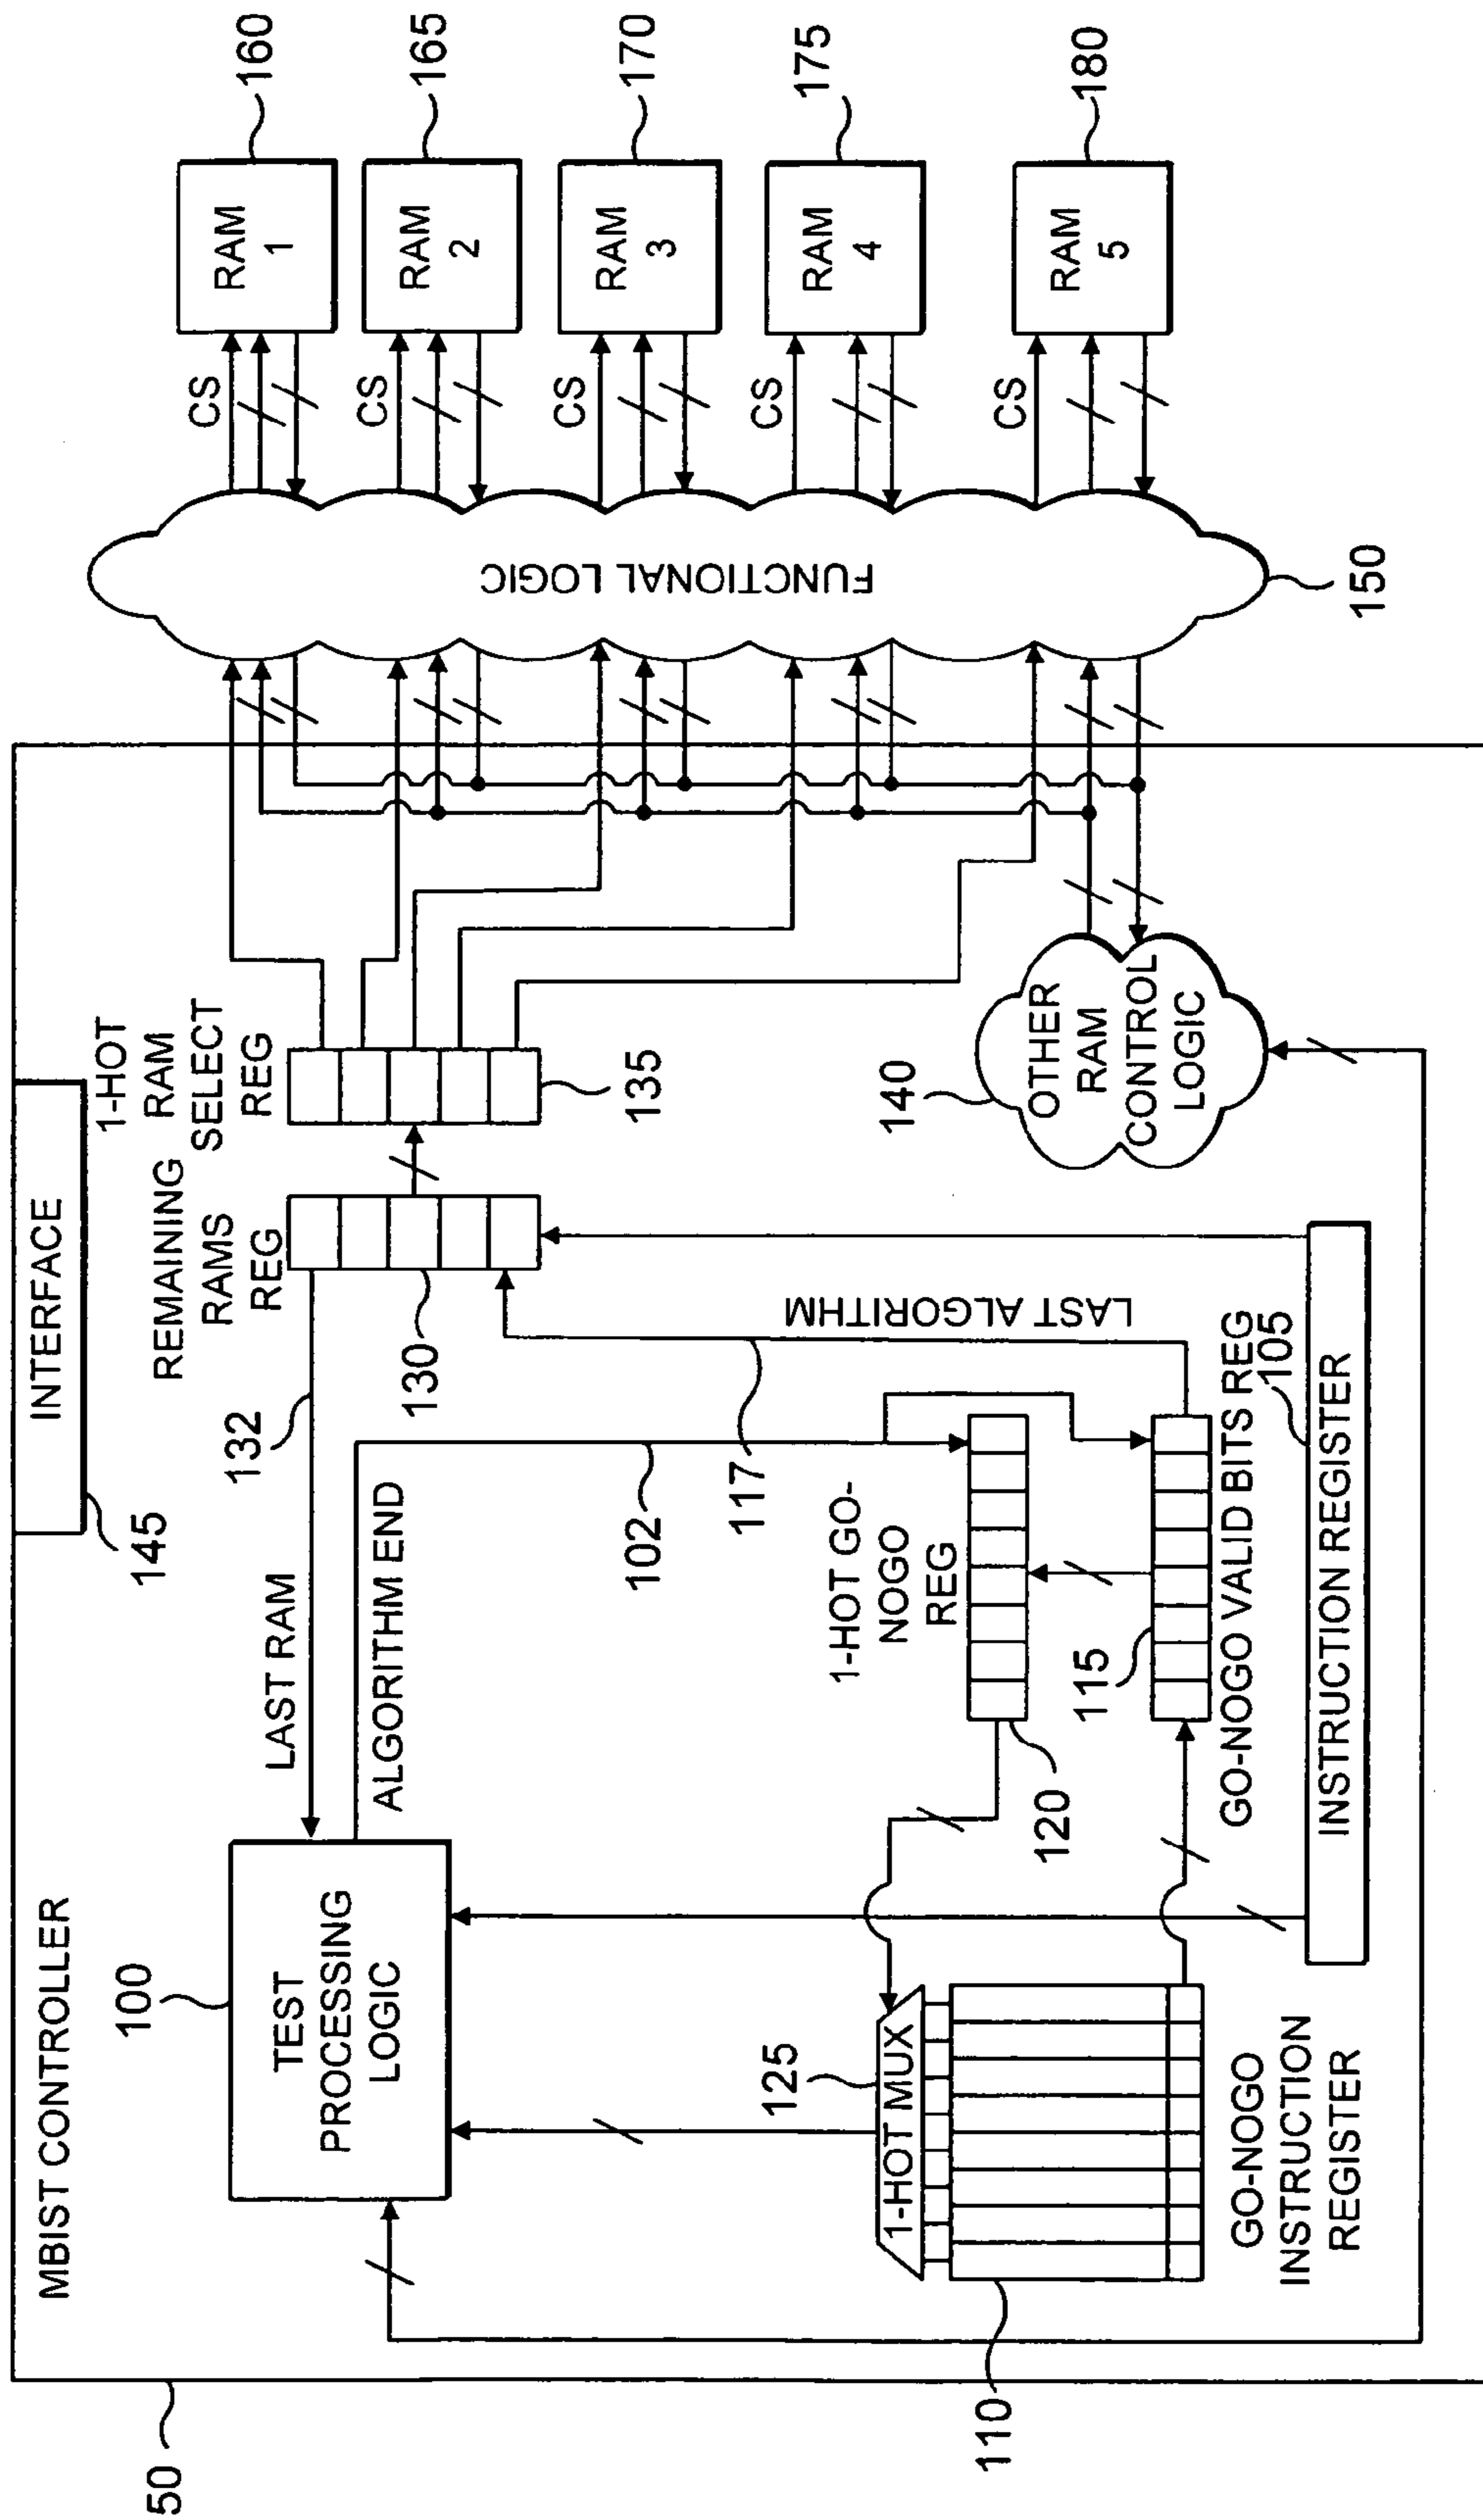 50
MBIST CONTROLLER
INTERFACE
145
100
TEST
PROCESSING
LOGIC
LAST RAM
132
ALGORITHM END
102
REMAINING
RAMS
REG
130
1-HOT
RAM
SELECT
REG
135
117
LAST ALGORITHM
125
1-HOT MUX
110
GO-NOGO
INSTRUCTION
REGISTER
1-HOT GO-
NOGO
REG
120
115
GO-NOGO VALID BITS REG
105
INSTRUCTION REGISTER
140
OTHER
RAM
CONTROL
LOGIC
FUNCTIONAL LOGIC
150
CS
RAM
1
160
CS
RAM
2
165
CS
RAM
3
170
CS
RAM
4
175
CS
RAM
5
180